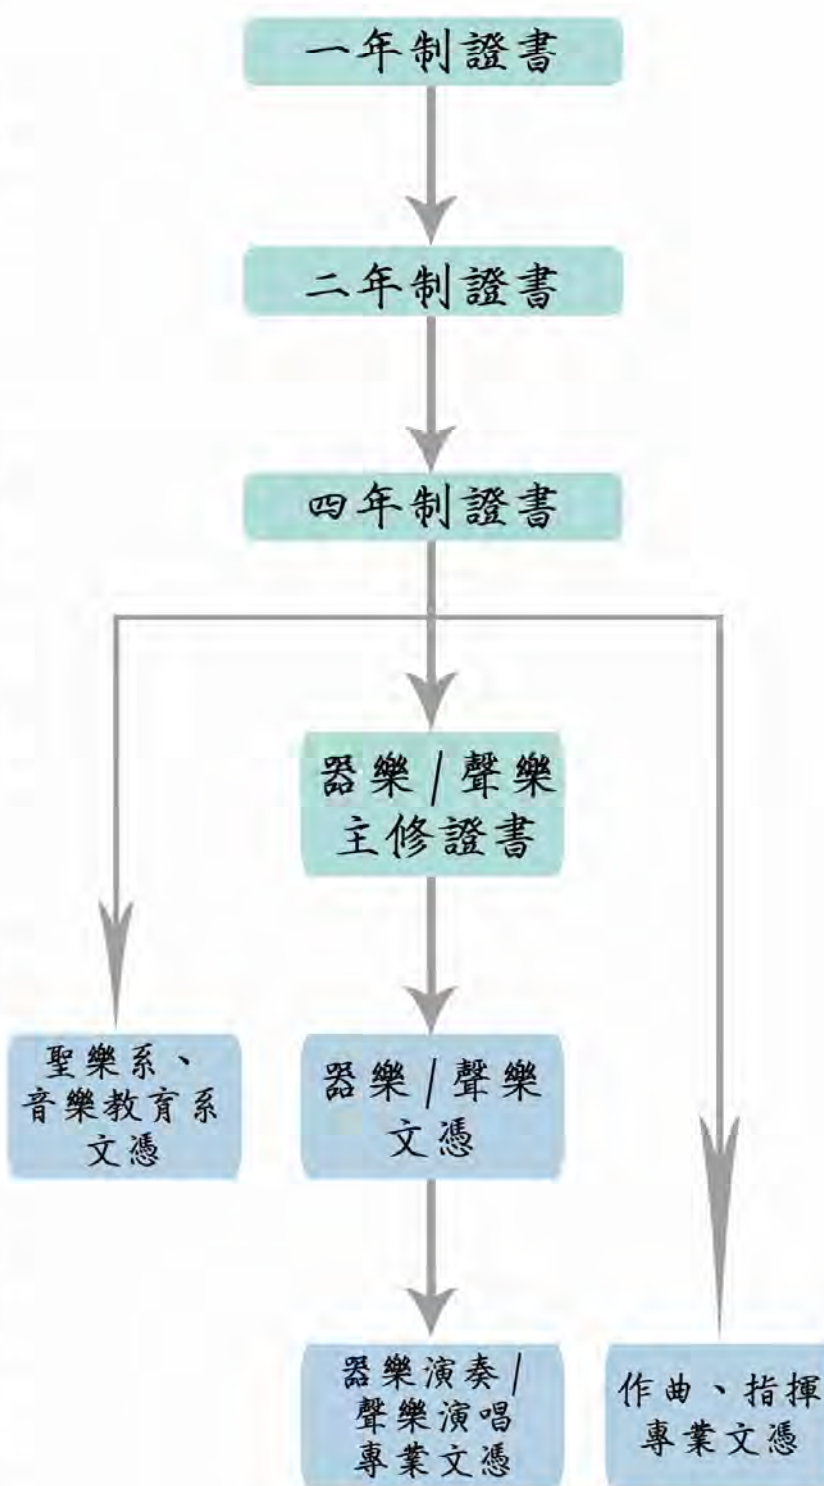 一年制證書
二年制證書
四年制證書
器樂/聲樂
主修證書
聖樂系、
音樂教育系
文憑
器樂/聲樂
文憑
器樂演奏/
聲樂演唱
專業文憑
作曲、指揮
專業文憑